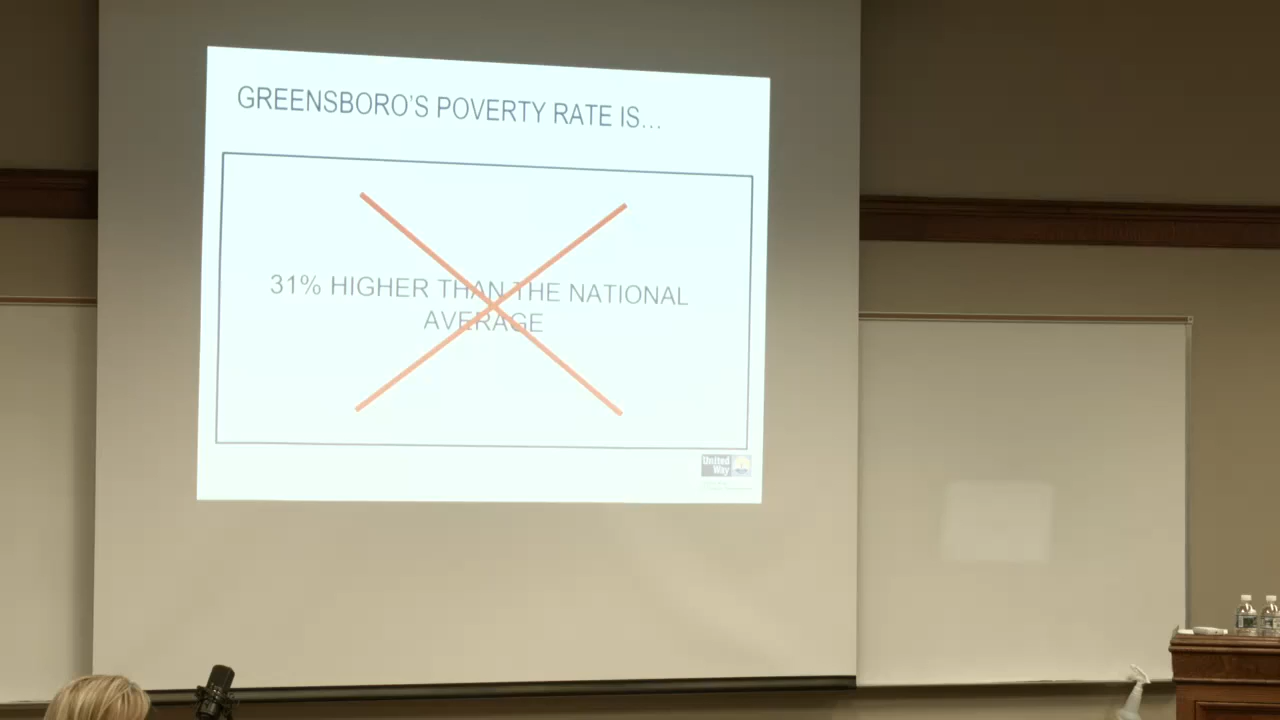 GREENSBORO'S POVERTY RATE IS...
31% HIGHER THAN THE NATIONAL
AVERAGE
United
Way